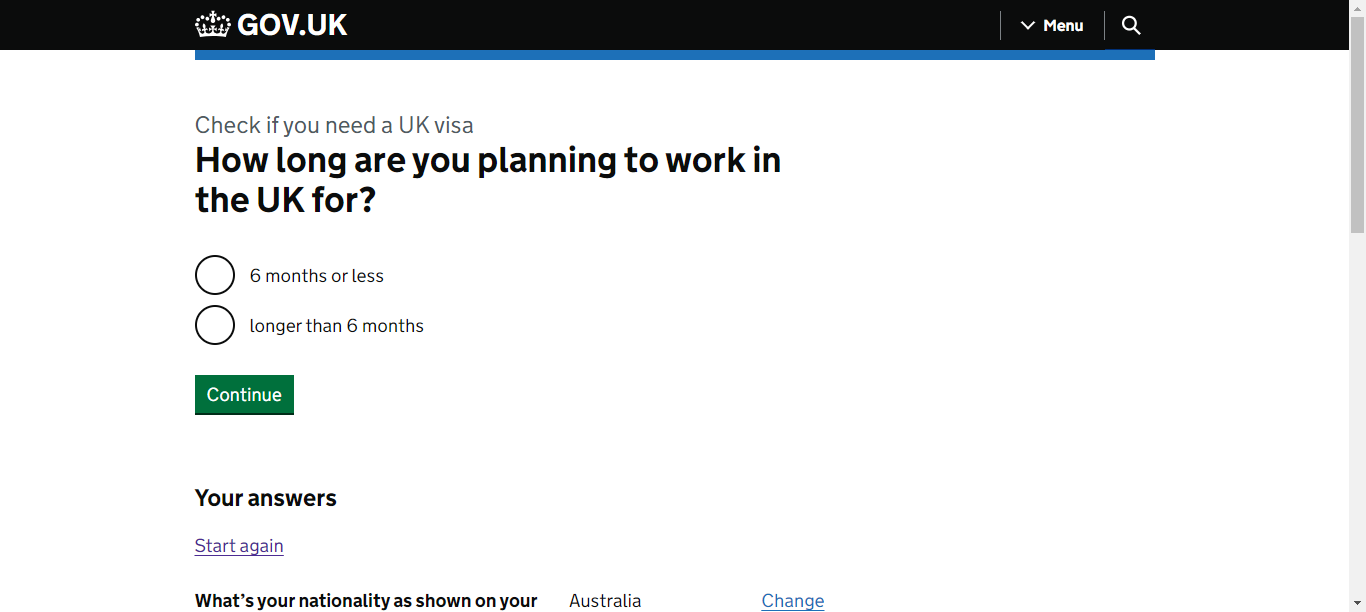 GOV.UK
Menu
Check if you need a UK visa
How long are you planning to work in
the UK for?
6 months or less
longer than 6 months
Continue
Your answers
Start again
What’s your nationality as shown on your Australia Change